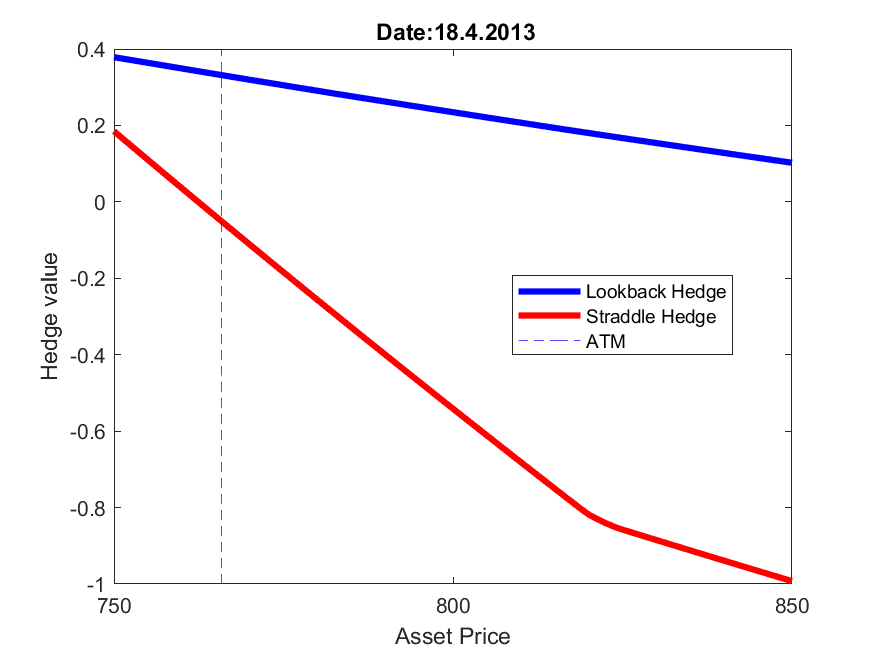 Date:18.4.2013
0.4
0.2
0
-0.2
-0.4
-0.6
-0.8
-1
Hedge value
Lookback Hedge
Straddle Hedge
ATM
750
800
850
Asset Price